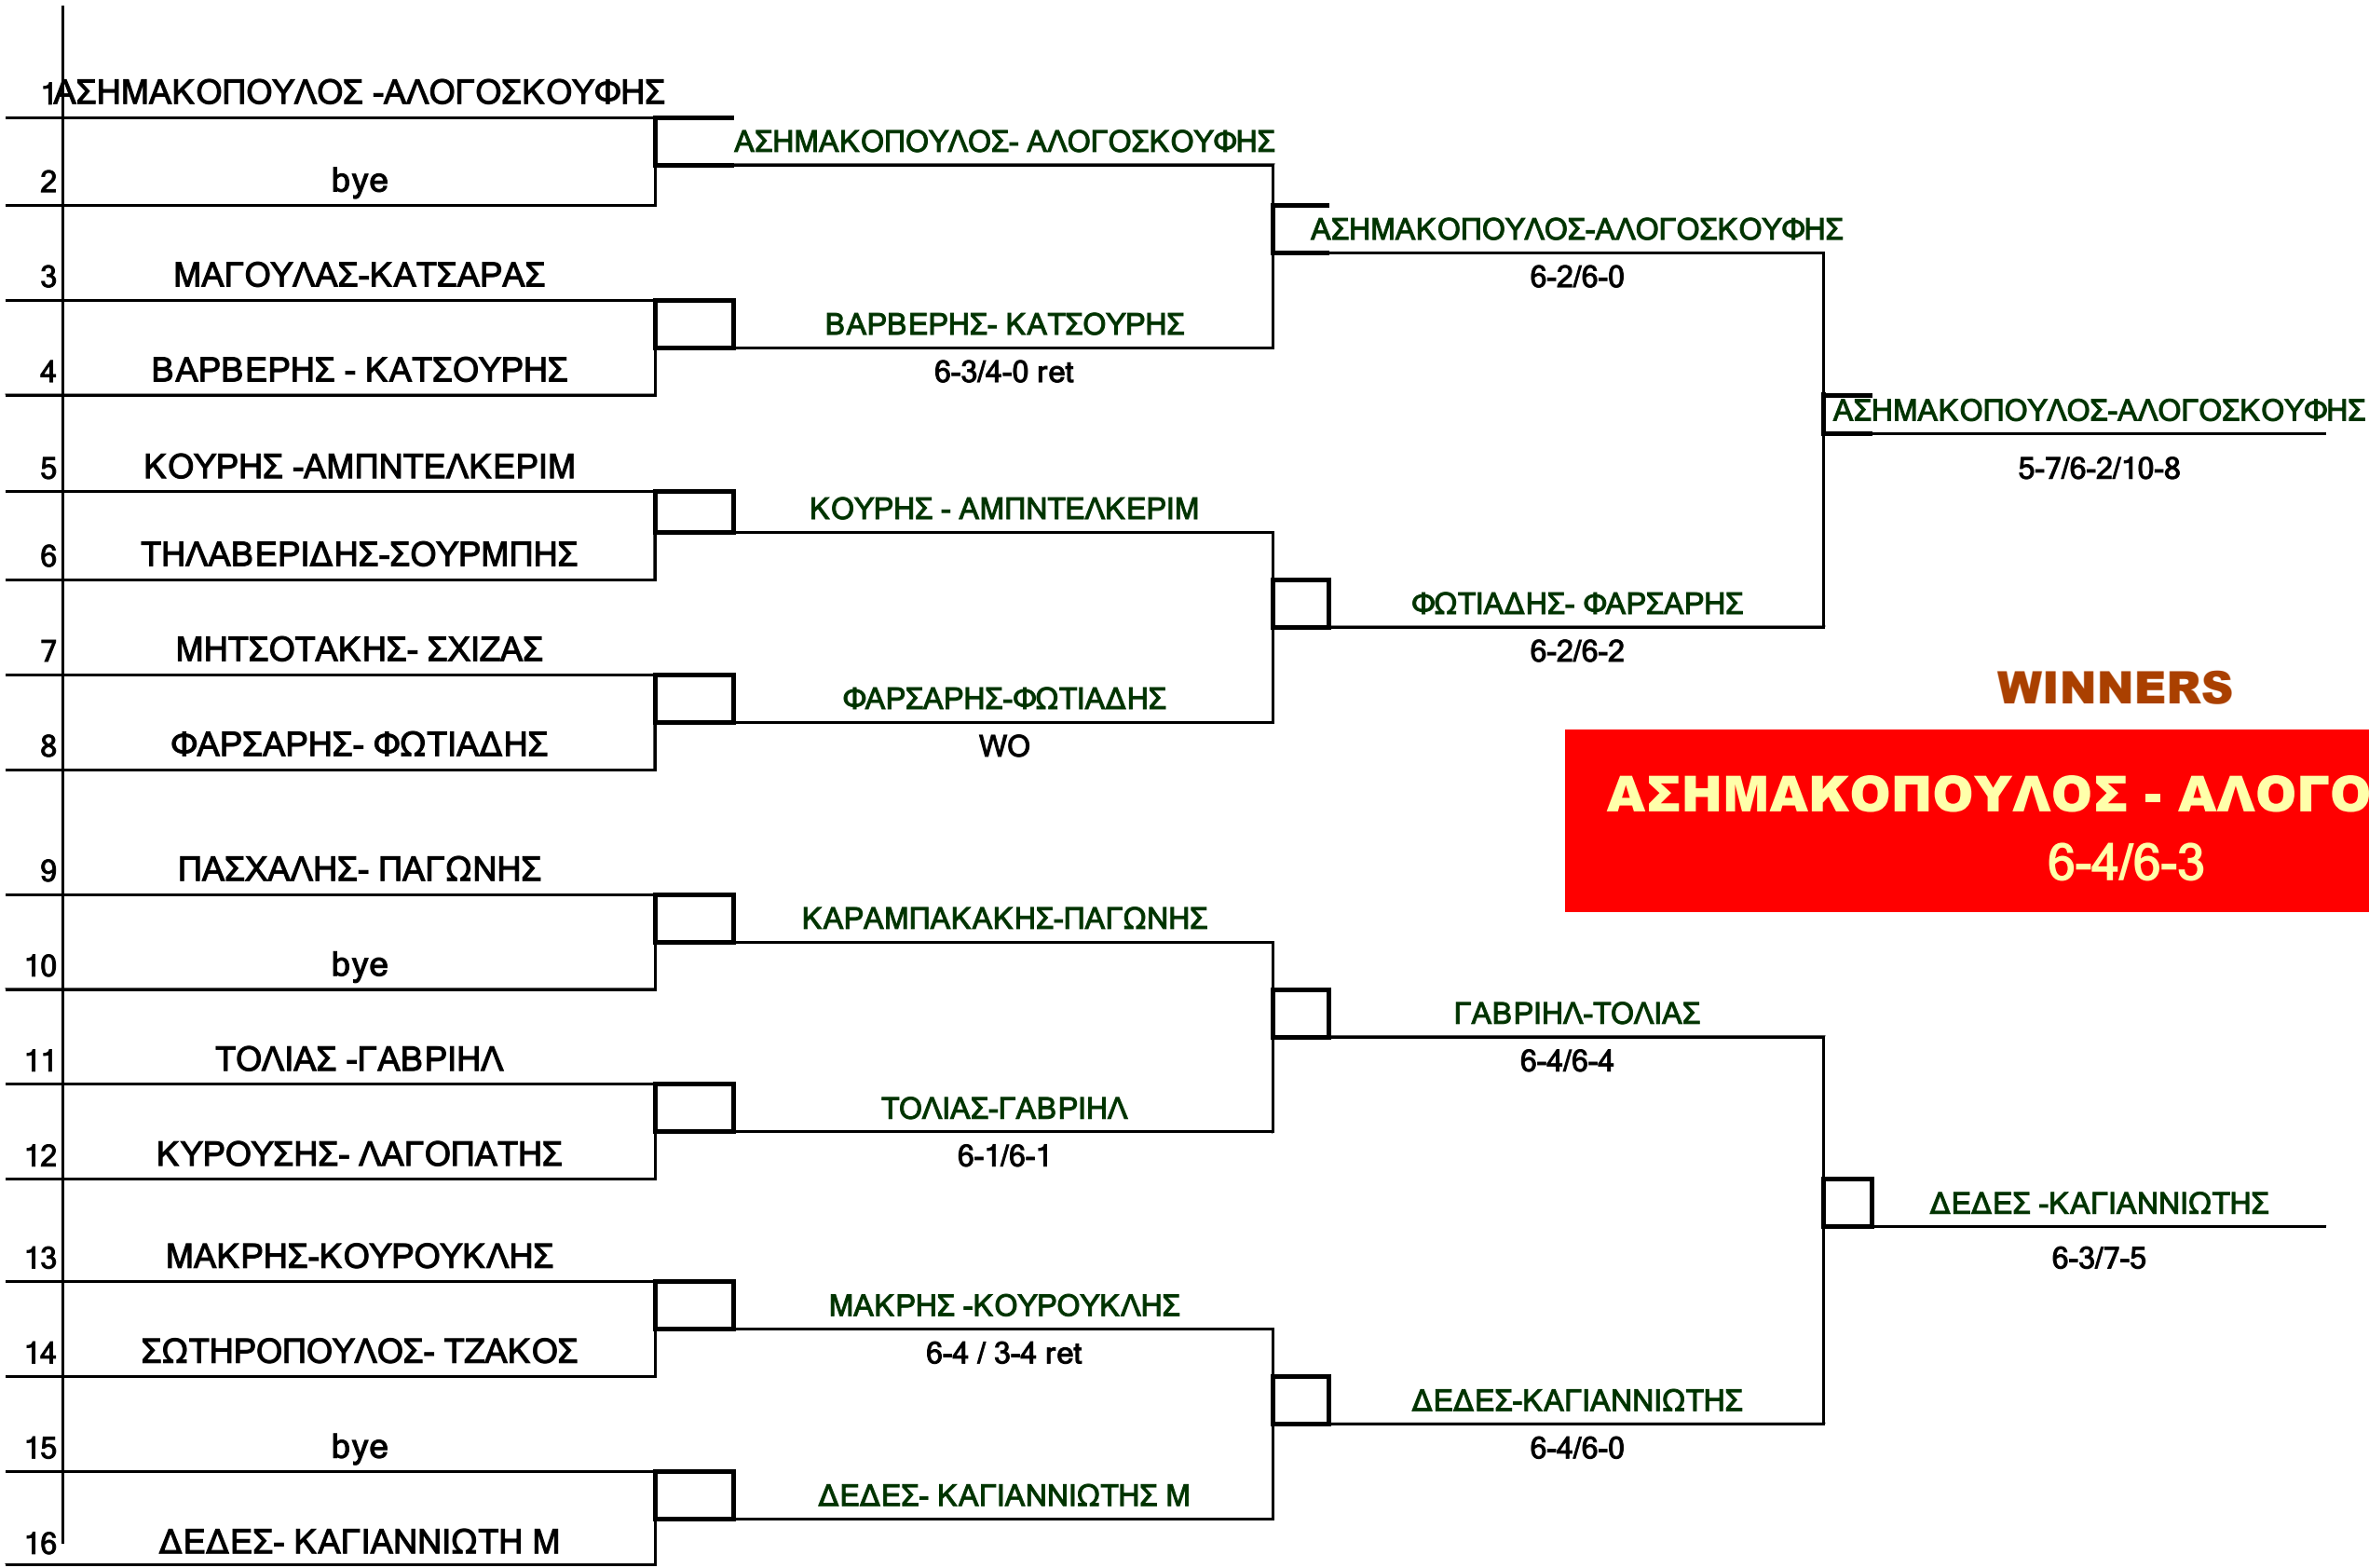 1 ΑΣΗΜΑΚΟΠΟΥΛΟΣ -ΑΛΟΓΟΣΚΟΥΦΗΣ
2 bye
3 ΜΑΓΟΥΛΑΣ-ΚΑΤΣΑΡΑΣ
4 ΒΑΡΒΕΡΗΣ - ΚΑΤΣΟΥΡΗΣ
5 ΚΟΥΡΗΣ -ΑΜΠΝΤΕΛΚΕΡΙΜ
6 ΤΗΛΑΒΕΡΙΔΗΣ-ΣΟΥΡΜΠΗΣ
7 ΜΗΤΣΟΤΑΚΗΣ- ΣΧΙΖΑΣ
8 ΦΑΡΣΑΡΗΣ- ΦΩΤΙΑΔΗΣ
9 ΠΑΣΧΑΛΗΣ- ΠΑΓΩΝΗΣ
10 bye
11 ΤΟΛΙΑΣ -ΓΑΒΡΙΗΛ
12 ΚΥΡΟΥΣΗΣ- ΛΑΓΟΠΑΤΗΣ
13 ΜΑΚΡΗΣ-ΚΟΥΡΟΥΚΛΗΣ
14 ΣΩΤΗΡΟΠΟΥΛΟΣ- ΤΖΑΚΟΣ
15 bye
16 ΔΕΔΕΣ- ΚΑΓΙΑΝΝΙΩΤΗ Μ
ΑΣΗΜΑΚΟΠΟΥΛΟΣ- ΑΛΟΓΟΣΚΟΥΦΗΣ
ΒΑΡΒΕΡΗΣ- ΚΑΤΣΟΥΡΗΣ
6-3/4-0 ret
ΚΟΥΡΗΣ - ΑΜΠΝΤΕΛΚΕΡΙΜ
ΦΑΡΣΑΡΗΣ-ΦΩΤΙΑΔΗΣ
WO
ΚΑΡΑΜΠΑΚΑΚΗΣ-ΠΑΓΩΝΗΣ
ΤΟΛΙΑΣ-ΓΑΒΡΙΗΛ
6-1/6-1
ΜΑΚΡΗΣ -ΚΟΥΡΟΥΚΛΗΣ
6-4 / 3-4 ret
ΔΕΔΕΣ- ΚΑΓΙΑΝΝΙΩΤΗΣ Μ
ΑΣΗΜΑΚΟΠΟΥΛΟΣ-ΑΛΟΓΟΣΚΟΥΦΗΣ
6-2/6-0
ΦΩΤΙΑΔΗΣ- ΦΑΡΣΑΡΗΣ
6-2/6-2
ΓΑΒΡΙΗΛ-ΤΟΛΙΑΣ
6-4/6-4
ΔΕΔΕΣ-ΚΑΓΙΑΝΝΙΩΤΗΣ
6-4/6-0
ΑΣΗΜΑΚΟΠΟΥΛΟΣ-ΑΛΟΓΟΣΚΟΥΦΗΣ
5-7/6-2/10-8
WINNERS
ΑΣΗΜΑΚΟΠΟΥΛΟΣ - ΑΛΟΓΟ
6-4/6-3
ΔΕΔΕΣ -ΚΑΓΙΑΝΝΙΩΤΗΣ
6-3/7-5